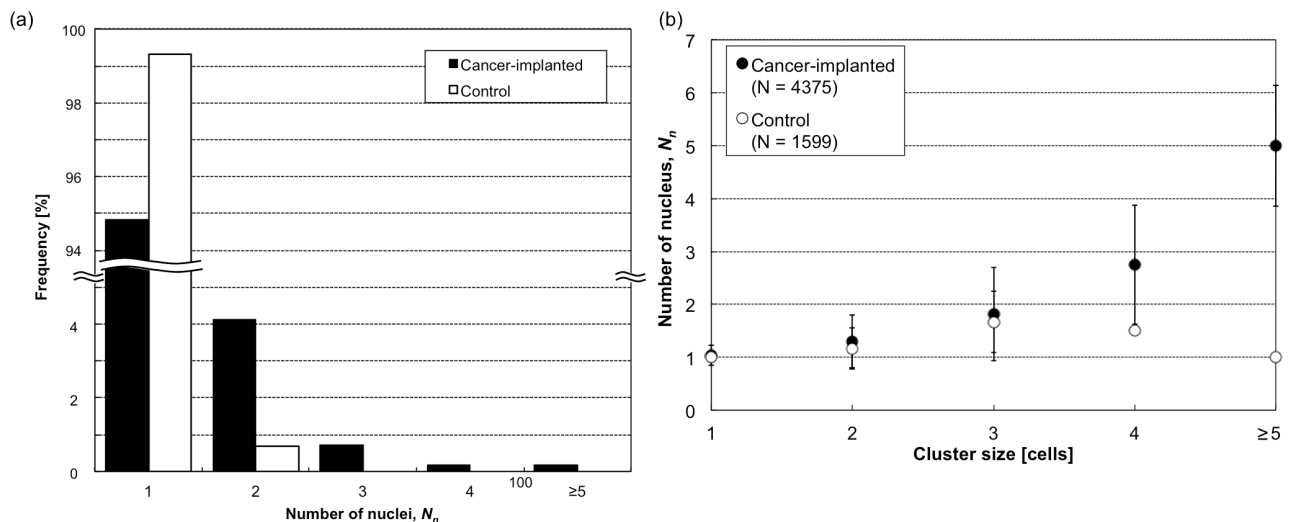 (a)
100
98
96
94
4
2
0
Frequency [%]
Cancer-implanted
Control
1
2
3
4
100
≥5
Number of nuclei, Nn
(b)
7
6
5
4
3
2
1
0
Number of nucleus, Nn
Cancer-implanted
(N = 4375)
Control
(N = 1599)
1
2
3
4
≥5
Cluster size [cells]